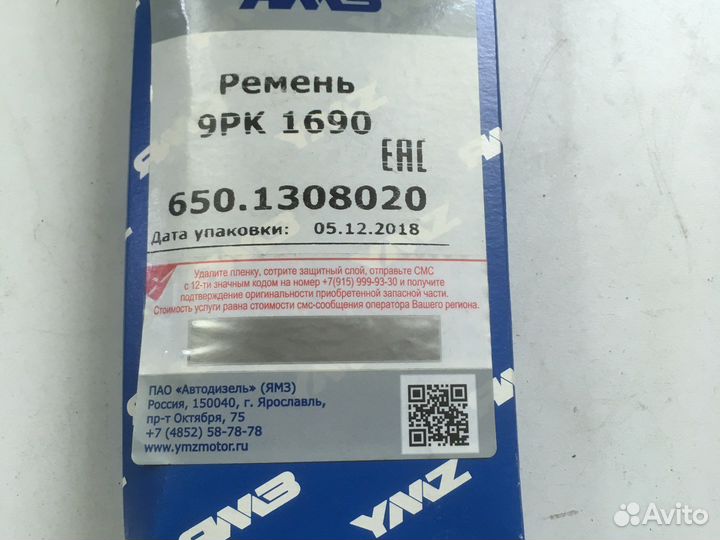 ЯМЗ
Ремень
9PK 1690
EAC
650.1308020
Дата упаковки: 05.12.2018
Удалите пленку, сотрите защитный слой, отправьте СМС
с 12-ти значным кодом на номер +7(915) 999-93-30 и получите
подтверждение оригинальности приобретенной запасной части.
Стоимость услуги равна стоимости смс-сообщения оператора Вашего региона.
ПАО «Автодизель» (ЯМЗ)
Россия, 150040, г. Ярославль,
пр-т Октября, 75
+7 (4852) 58-78-78
www.ymzmotor.ru
ЯМЗ
YMZ
ЯМЗ
YMZ
Avito